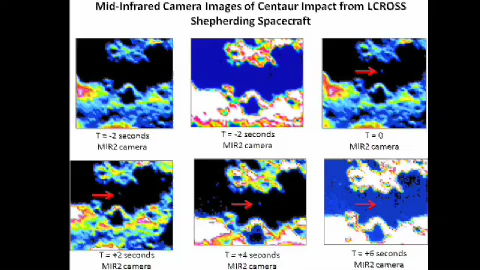 Mid-Infrared Camera Images of Centaur Impact from LCROSS
Shepherding Spacecraft
T = -2 seconds
MIR2 camera
T = -2 seconds
MIR2 camera
T = 0
MIR2 camera
T = +2 seconds
MIR2 camera
T = +4 seconds
MIR2 camera
T = +6 seconds
MIR2 camera